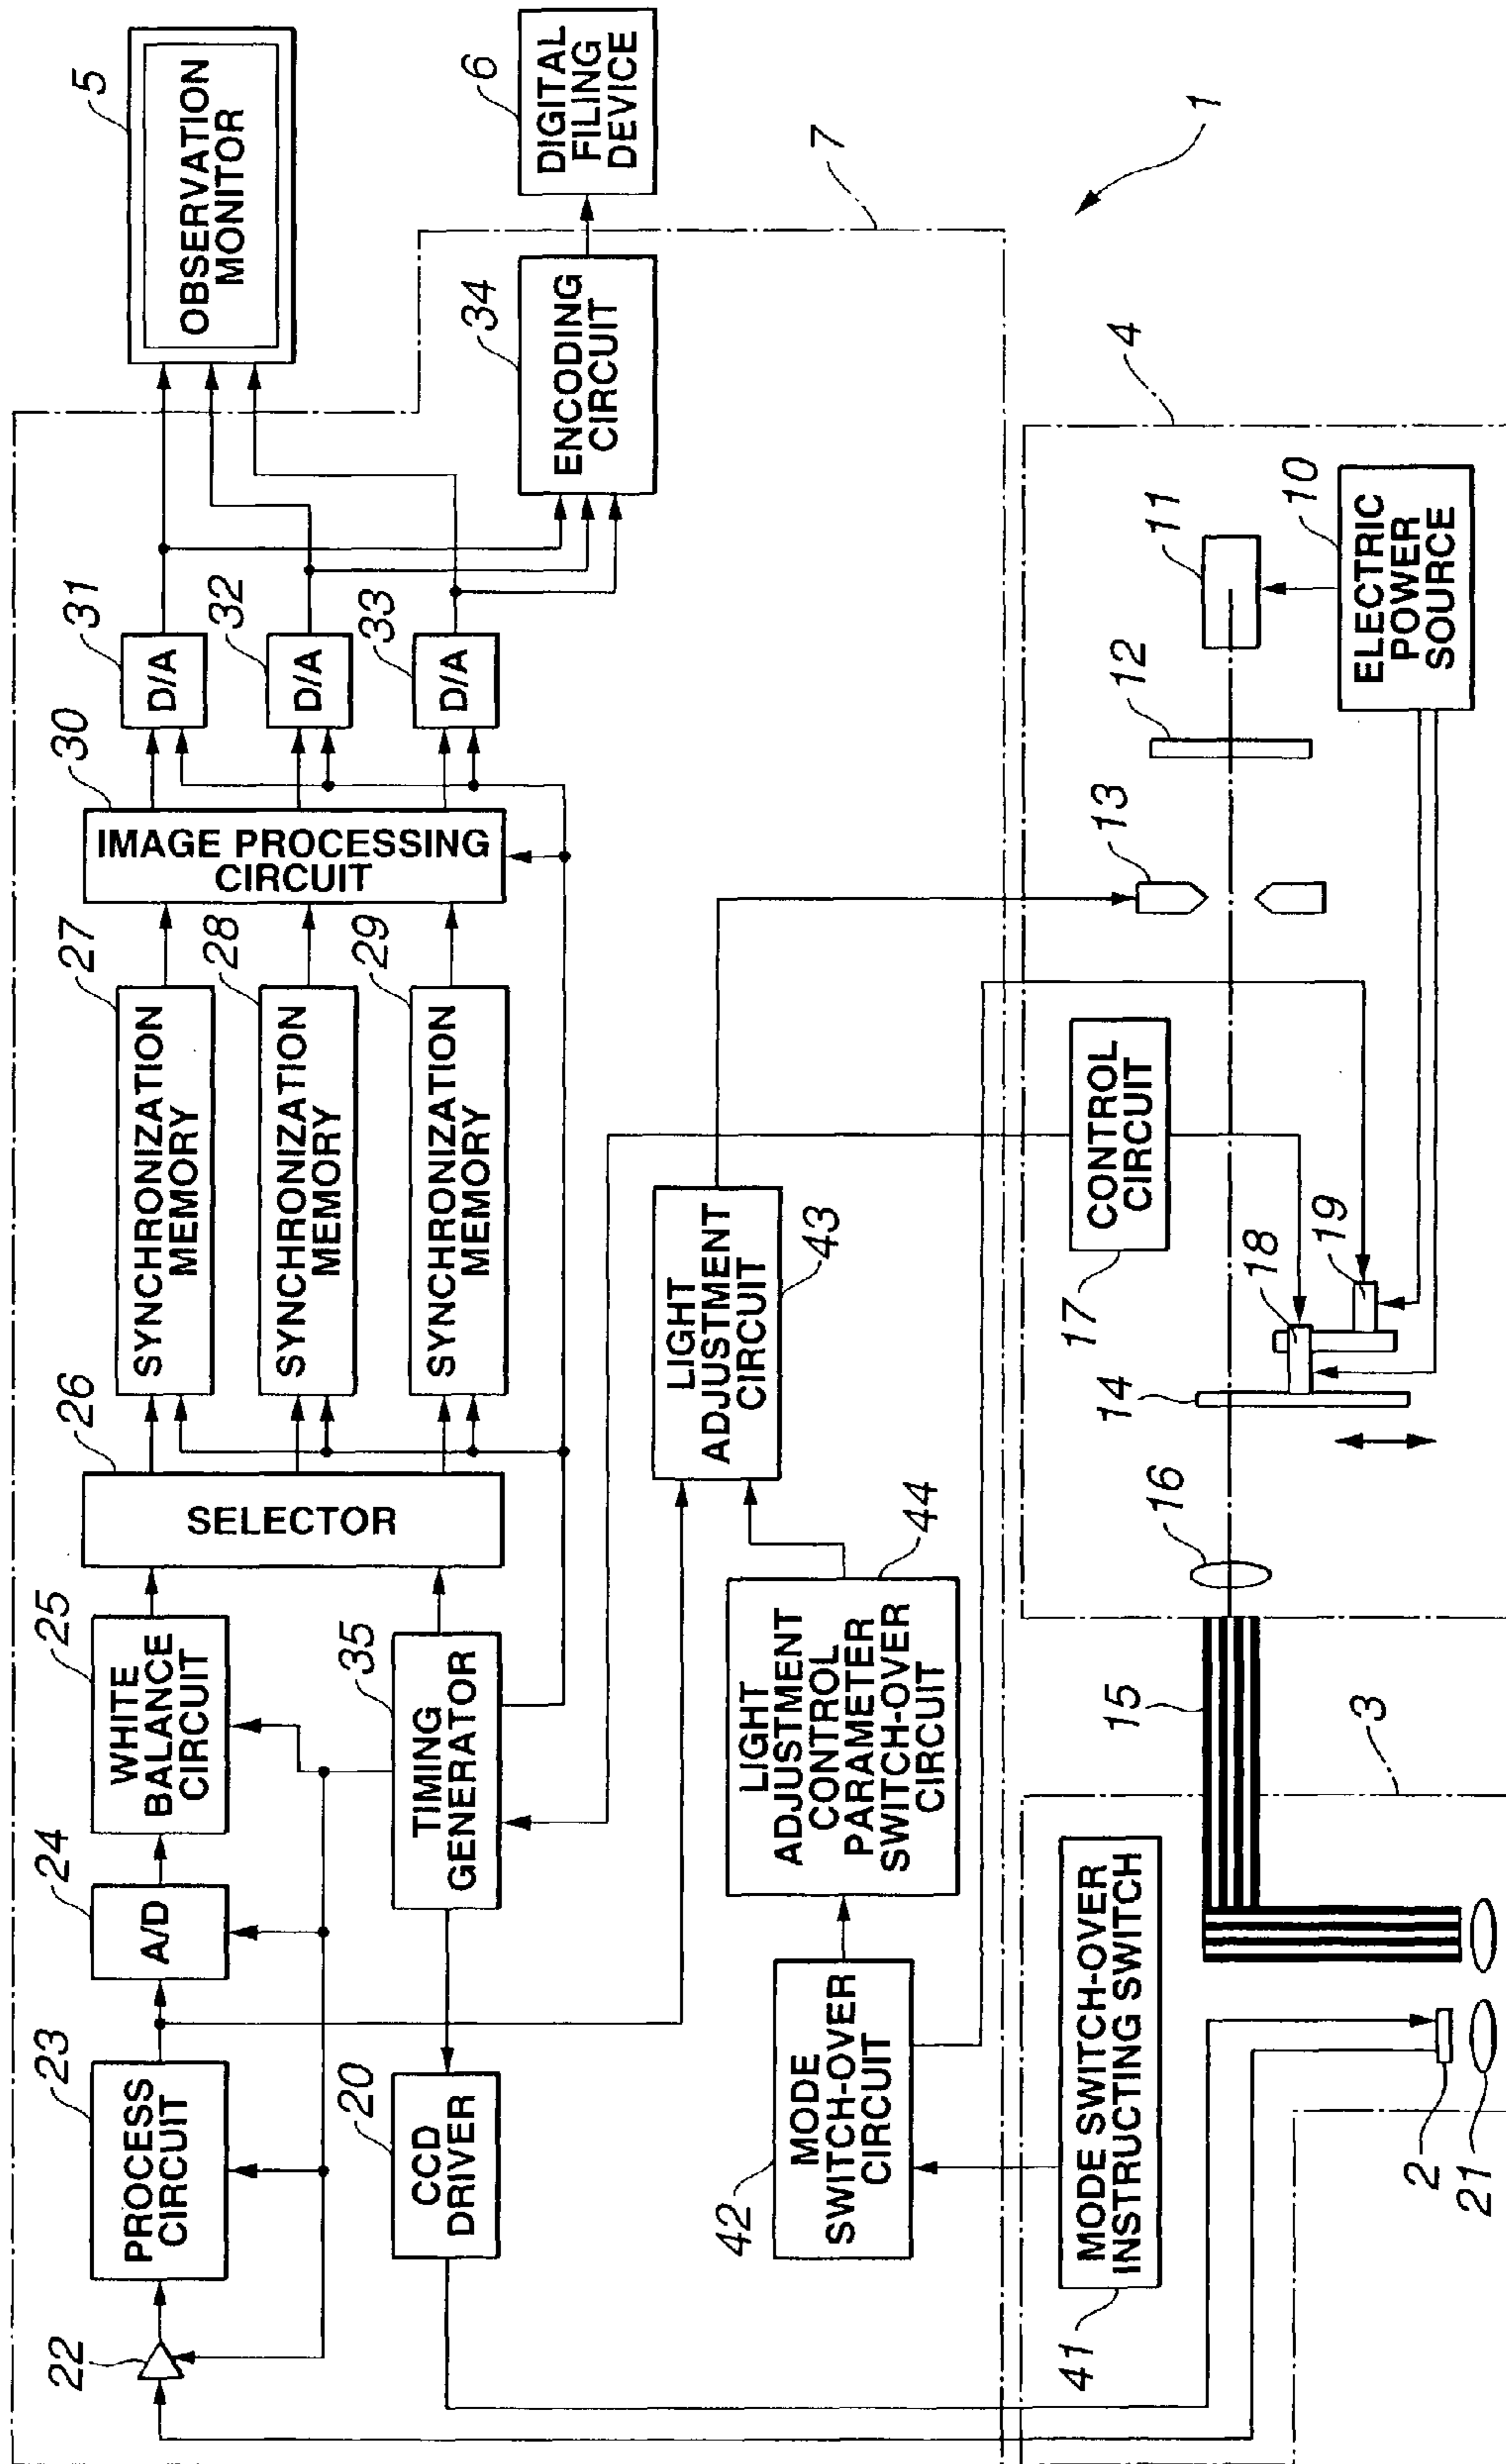 5
OBSERVATION
MONITOR
6
DIGITAL
FILING
DEVICE
7
1
34
ENCODING
CIRCUIT
4
31
D/A
32
D/A
33
D/A
30
IMAGE PROCESSING
CIRCUIT
27
SYNCHRONIZATION
MEMORY
28
SYNCHRONIZATION
MEMORY
29
SYNCHRONIZATION
MEMORY
26
SELECTOR
25
WHITE
BALANCE
CIRCUIT
24
A/D
23
PROCESS
CIRCUIT
22
35
TIMING
GENERATOR
20
CCD
DRIVER
43
LIGHT
ADJUSTMENT
CIRCUIT
44
LIGHT
ADJUSTMENT
CONTROL
PARAMETER
SWITCH-OVER
CIRCUIT
42
MODE
SWITCH-OVER
CIRCUIT
41
MODE SWITCH-OVER
INSTRUCTING SWITCH
10
ELECTRIC
POWER
SOURCE
11
12
13
17
CONTROL
CIRCUIT
18
19
14
16
15
3
2
21